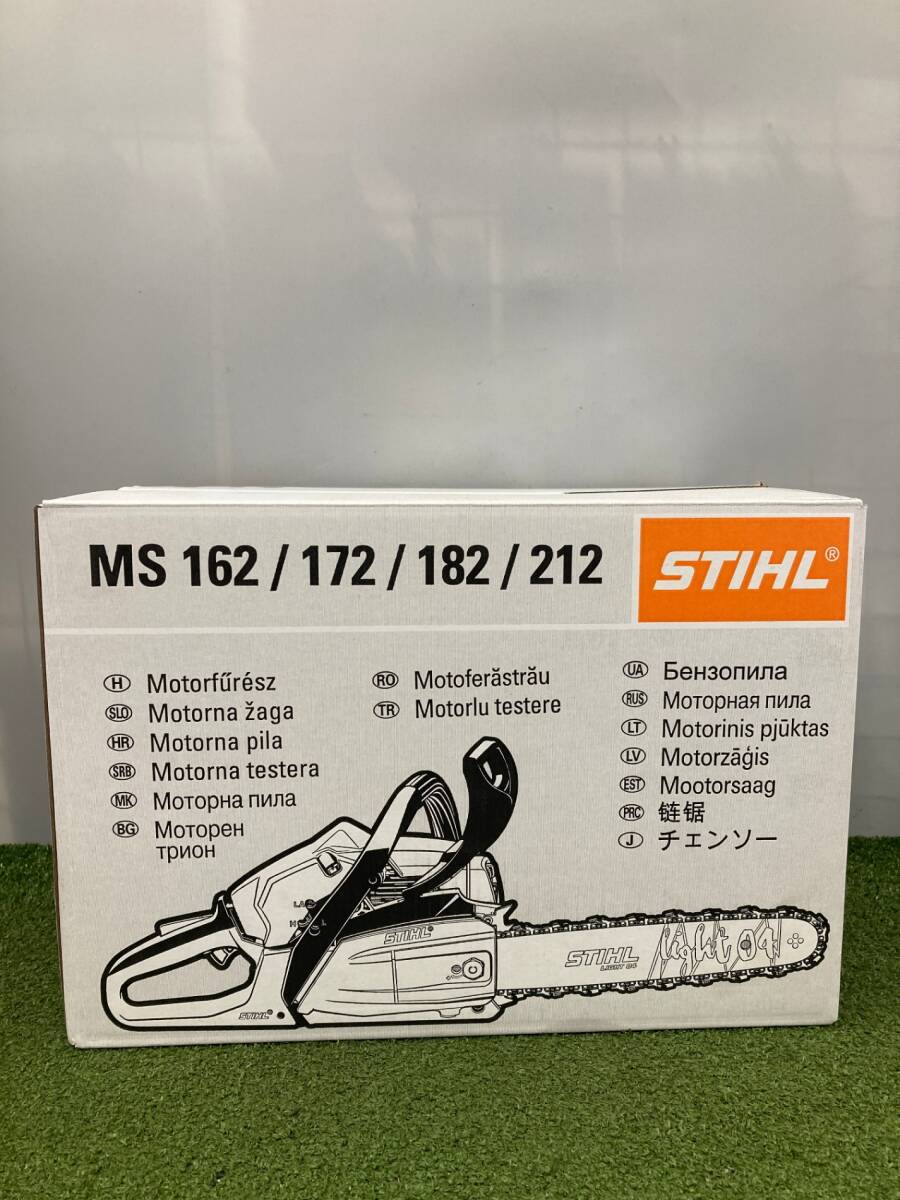 MS 162 / 172 / 182 / 212
STIHL®
H Motorfűrész
SLO Motorna žaga
HR Motorna pila
SRB Motorna testera
MK Моторна пила
BG Моторен
трион
RO Motoferăstrău
TR Motorlu testere
UA Бензопила
RUS Моторная пила
LT Motorinis pjūktas
LV Motorzāģis
EST Mootorsaag
PRC 链锯
J チェンソー
LA
H L
STIHL®
STIHL®
STIHL
LIGHT 04
light 04